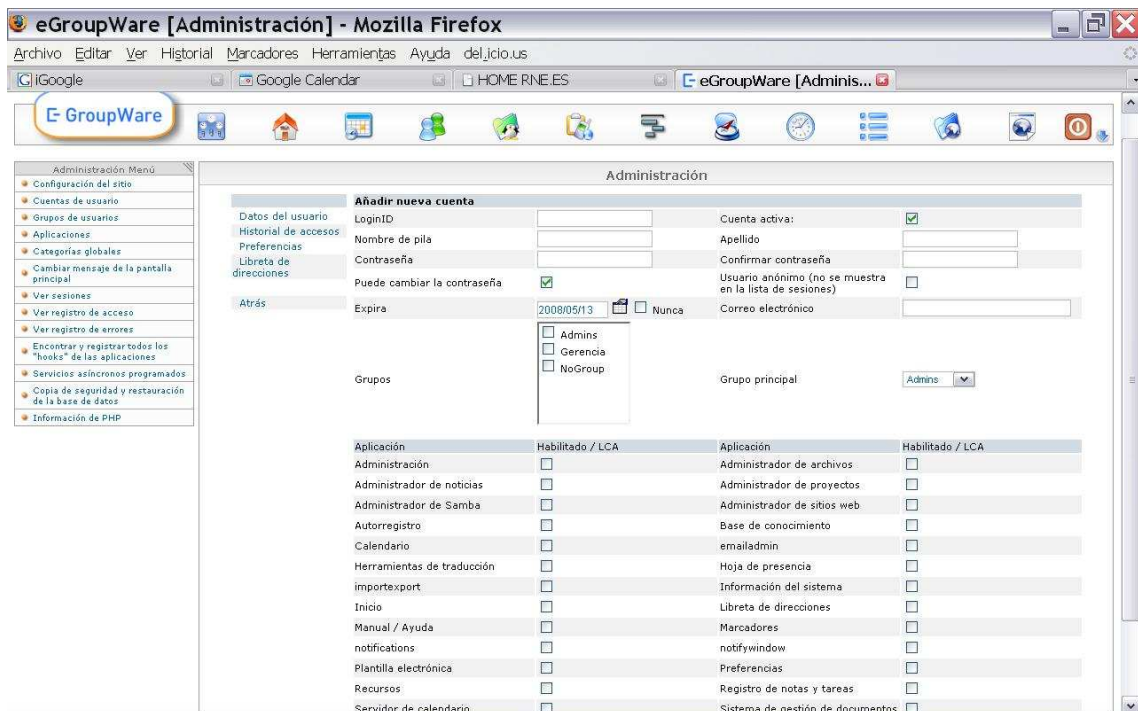 eGroupWare [Administración] - Mozilla Firefox
Archivo Editar Ver Historial Marcadores Herramientas Ayuda del.icio.us
iGoogle Google Calendar HOME RNE.ES eGroupWare [Adminis...
E- GroupWare
Administración Menú
Configuración del sitio
Cuentas de usuario
Grupos de usuarios
Aplicaciones
Categorías globales
Cambiar mensaje de la pantalla
principal
Ver sesiones
Ver registro de acceso
Ver registro de errores
Encontrar y registrar todos los
"hooks" de las aplicaciones
Servicios asíncronos programados
Copia de seguridad y restauración
de la base de datos
Información de PHP
Administración
Datos del usuario
Historial de accesos
Preferencias
Libreta de
direcciones
Atrás
Añadir nueva cuenta
LoginID Cuenta activa:
Nombre de pila Apellido
Contraseña Confirmar contraseña
Puede cambiar la contraseña Usuario anónimo (no se muestra
en la lista de sesiones)
Expira 2008/05/13 Nunca Correo electrónico
Admins
Gerencia
NoGroup
Grupos Grupo principal Admins
Aplicación Habilitado / LCA Aplicación Habilitado / LCA
Administración Administrador de archivos
Administrador de noticias Administrador de proyectos
Administrador de Samba Administrador de sitios web
Autorregistro Base de conocimiento
Calendario emailadmin
Herramientas de traducción Hoja de presencia
importexport Información del sistema
Inicio Libreta de direcciones
Manual / Ayuda Marcadores
notifications notifywindow
Plantilla electrónica Preferencias
Recursos Registro de notas y tareas
Servidor de calendario Sistema de gestión de documentos